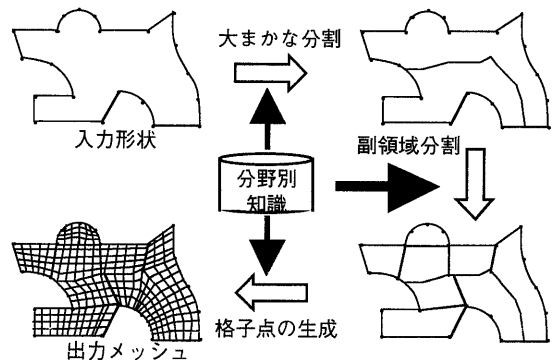 大まかな分割
入力形状
副領域分割
分野別
知識
格子点の生成
出力メッシュ